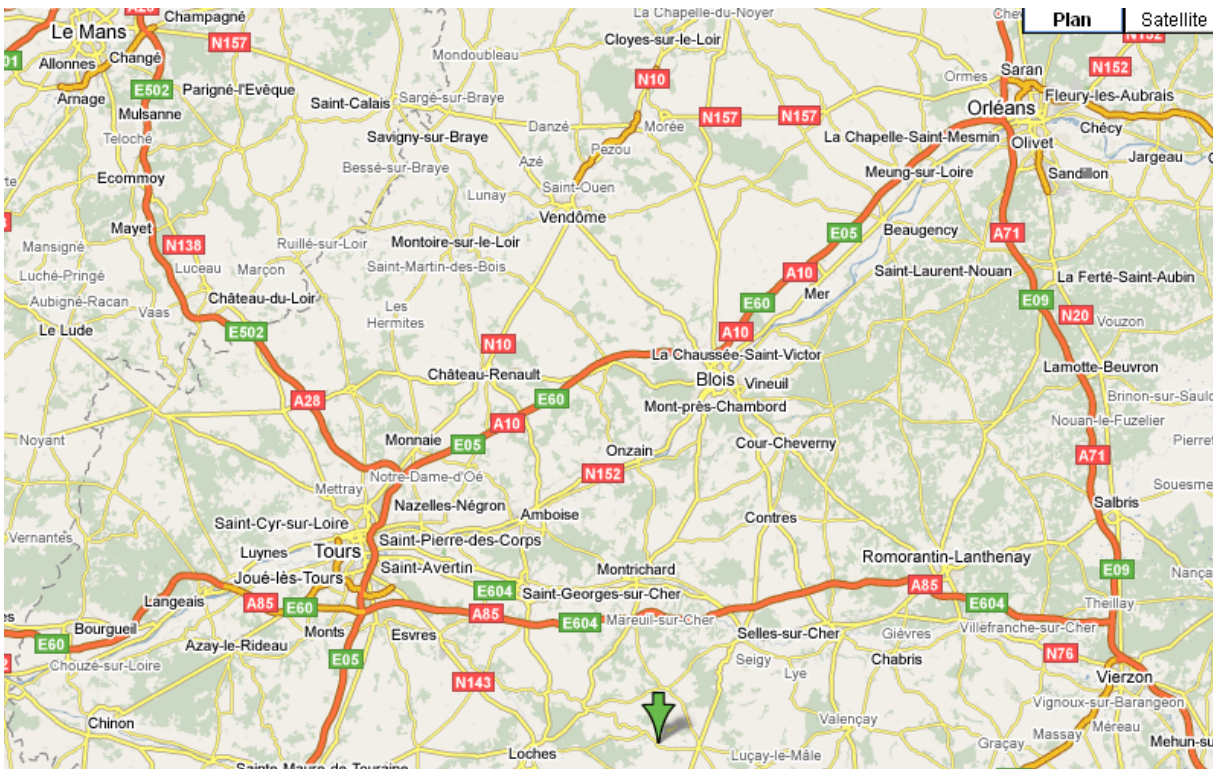 La Chapelle-du-Noyer
Champagné
Plan
Satellite
Le Mans
N157
Cloyes-sur-le-Loir
N152
Changé
Mondoubleau
Allonnes
Saran
N152
Ormes
N10
E502
Parigné-l'Evêque
Arnage
Saint-Calais
Sargé-sur-Braye
Fleury-les-Aubrais
Orléans
Mulsanne
N157
N157
Danzé
Morée
Chécy
Teloché
Savigny-sur-Braye
La Chapelle-Saint-Mesmin
Olivet
Pezou
Azé
Jargeau
Bessé-sur-Braye
Meung-sur-Loire
Sandillon
Ecommoy
Saint-Ouen
Lunay
Vendôme
Mayet
Beaugency
E05
A71
N138
Ruillé-sur-Loir
Montoire-sur-le-Loir
Mansigné
Luceau
Marçon
Saint-Martin-des-Bois
Luché-Pringé
A10
Saint-Laurent-Nouan
La Ferté-Saint-Aubin
Aubigné-Racan
Château-du-Loir
Mer
E60
E09
Vaas
Les
Hermites
N20
Vouzon
Le Lude
E502
A10
N10
La Chaussée-Saint-Victor
Château-Renault
Blois
Vineuil
Lamotte-Beuvron
E60
A28
Mont-près-Chambord
Nouan-le-Fuzelier
A10
Noyant
Monnaie
E05
Cour-Cheverny
Onzain
A71
Notre-Dame-d'Oé
N152
Mettray
Nazelles-Négron
Salbris
Saint-Cyr-sur-Loire
Amboise
Contres
Vernantes
Tours
Saint-Pierre-des-Corps
Luynes
Romorantin-Lanthenay
Saint-Avertin
Montrichard
E09
Joué-lès-Tours
A85
E604
Saint-Georges-sur-Cher
Langeais
A85
E60
A85
E604
Theillay
Bourgueil
E604
Mareuil-sur-Cher
Monts
Esvres
Selles-sur-Cher
Gièvres
Villefranche-sur-Cher
E60
Azay-le-Rideau
E05
N76
Chouzé-sur-Loire
Seigy
Chabris
Lye
Vierzon
N143
Vignoux-sur-Barangeon
Chinon
Valençay
Méreau
Massay
Graçay
Loches
Luçay-le-Mâle
Sainte-Maure-de-Touraine